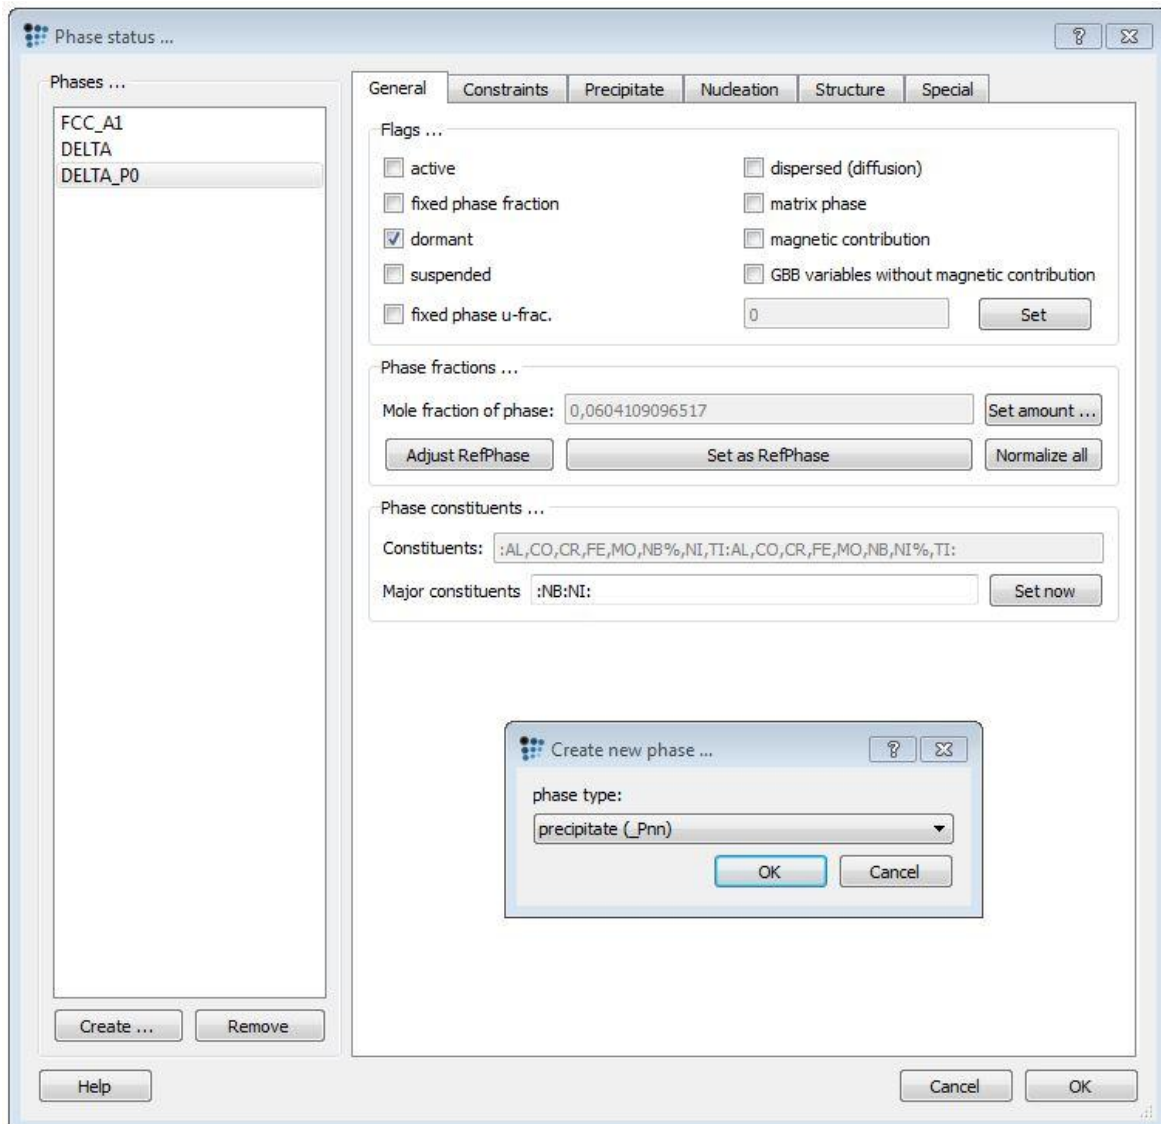 Phase status ...
Phases ...
FCC_A1
DELTA
DELTA_P0
Create ...
Remove
General
Constraints
Precipitate
Nucleation
Structure
Special
Flags ...
active
dispersed (diffusion)
fixed phase fraction
matrix phase
dormant
magnetic contribution
suspended
GBB variables without magnetic contribution
fixed phase u-frac.
0
Set
Phase fractions ...
Mole fraction of phase:
0,0604109096517
Set amount ...
Adjust RefPhase
Set as RefPhase
Normalize all
Phase constituents ...
Constituents:
:AL,CO,CR,FE,MO,NB%,NI,TI:AL,CO,CR,FE,MO,NB,NI%,TI:
Major constituents
:NB:NI:
Set now
Create new phase ...
phase type:
precipitate (_Pnn)
OK
Cancel
Help
Cancel
OK